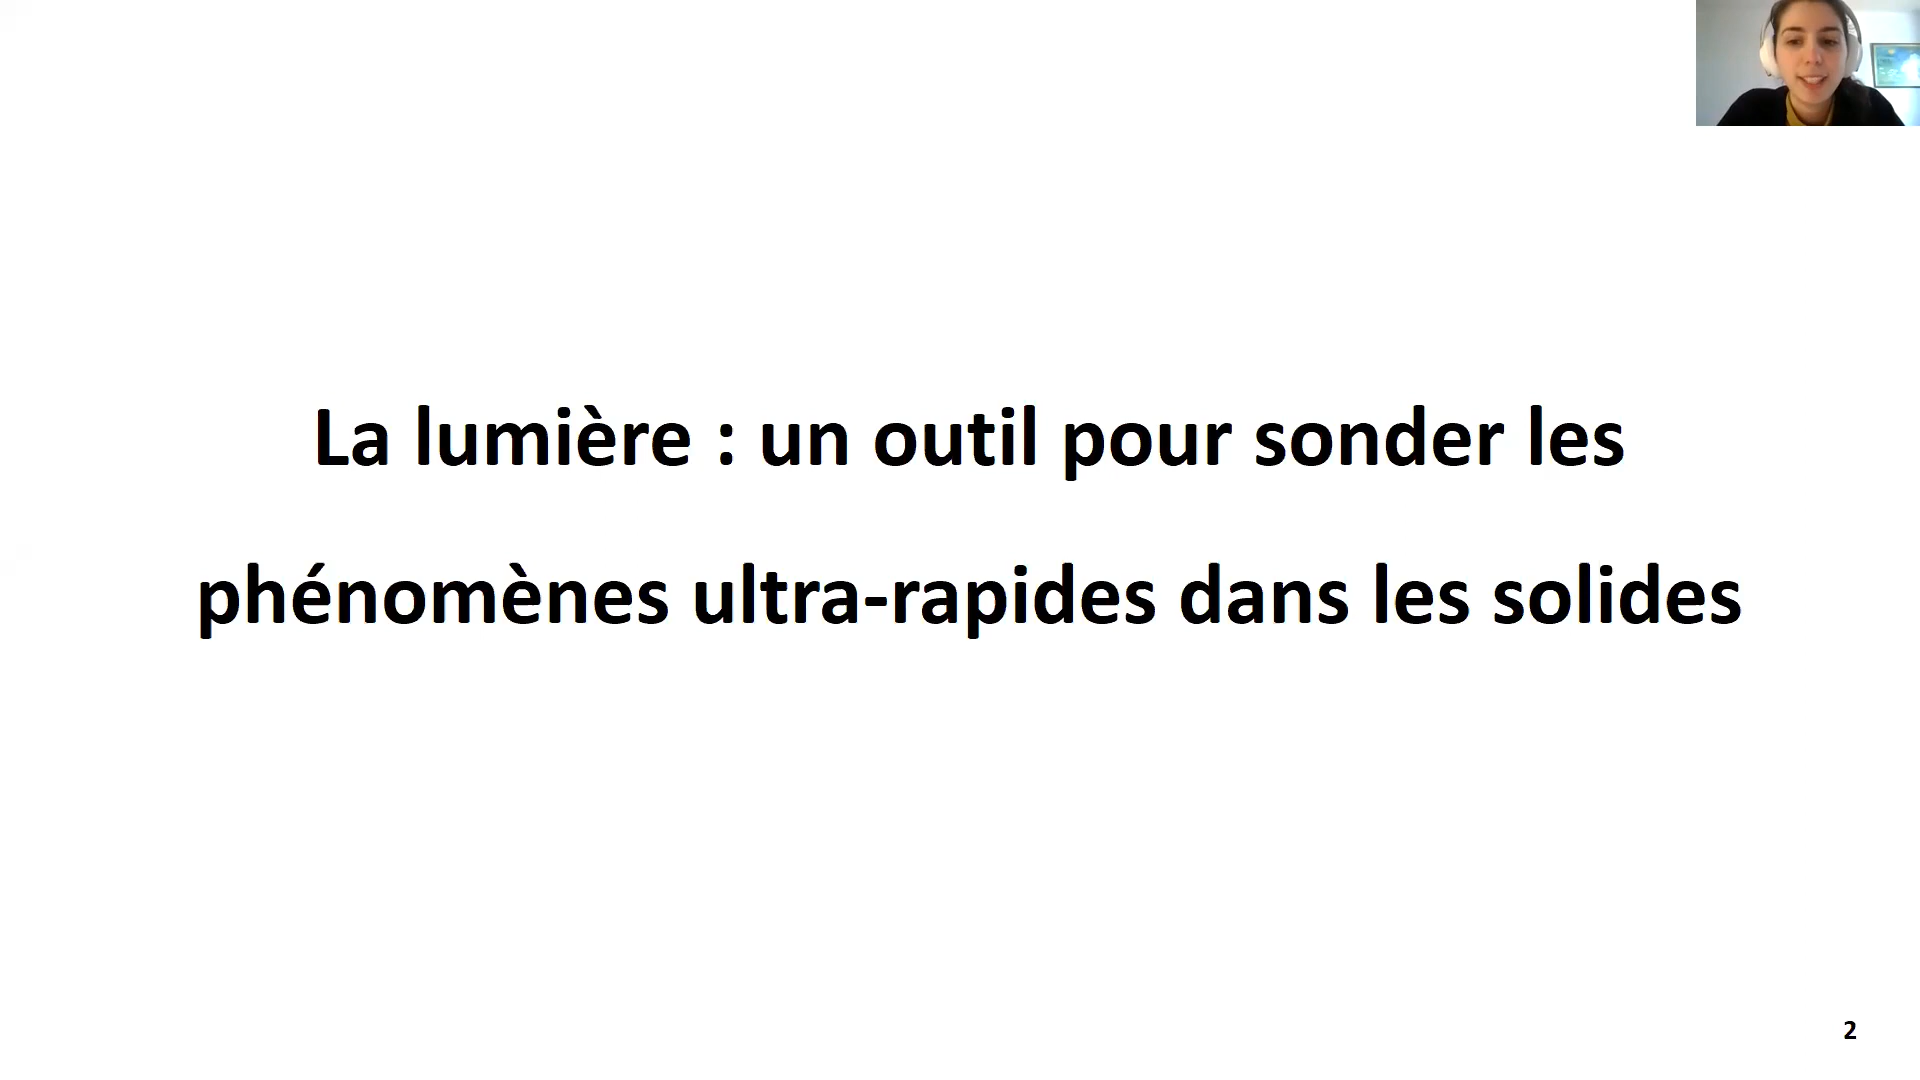 La lumière : un outil pour sonder les
phénomènes ultra-rapides dans les solides
2